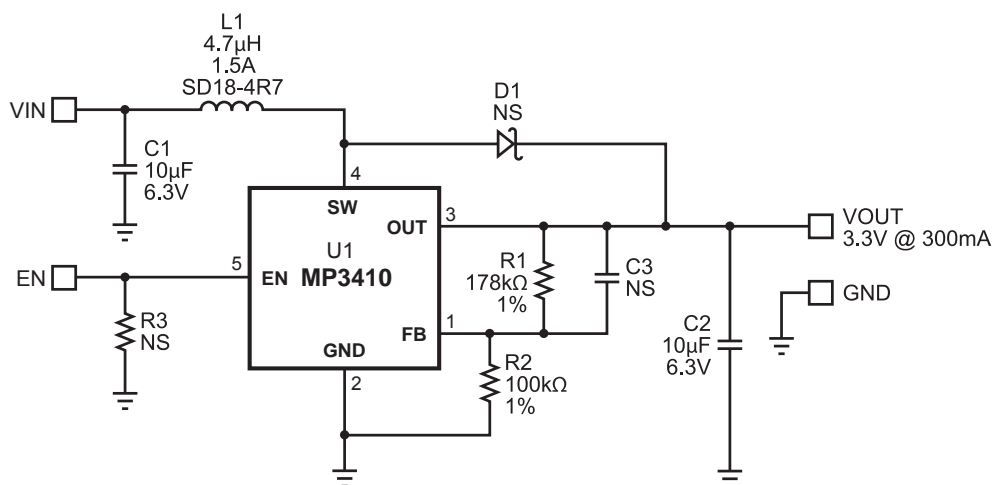 L1
4.7µH
1.5A
SD18-4R7
D1
NS
VIN
C1
10µF
6.3V
4
SW
3
OUT
VOUT
3.3V @ 300mA
U1
MP3410
R1
178kΩ
1%
C3
NS
EN
5
EN
GND
R3
NS
1
FB
C2
10µF
6.3V
GND
2
R2
100kΩ
1%